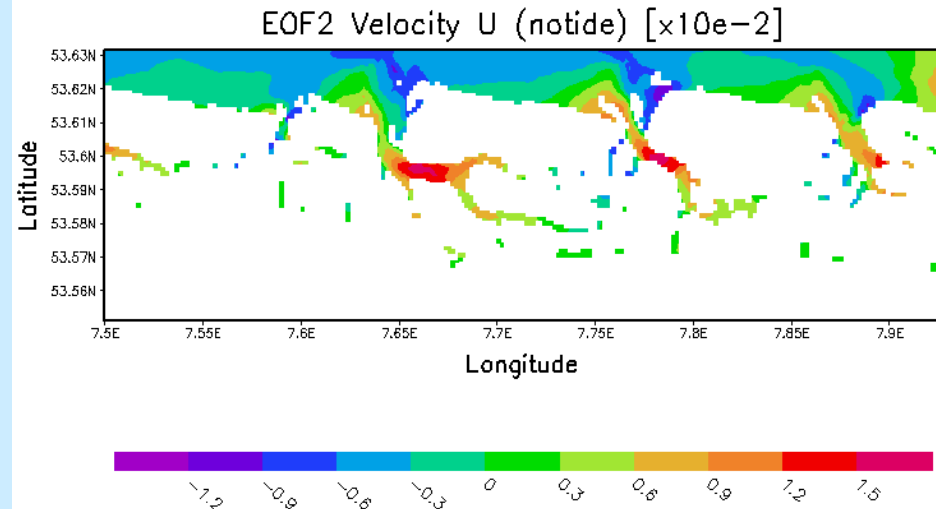 EOF2 Velocity U (notide) [x10e-2]
53.63N
53.62N
53.61N
53.6N
53.59N
53.58N
53.57N
53.56N
Latitude
7.5E 7.55E 7.6E 7.65E 7.7E 7.75E 7.8E 7.85E 7.9E
Longitude
-1.2 -0.9 -0.6 -0.3 0 0.3 0.6 0.9 1.2 1.5